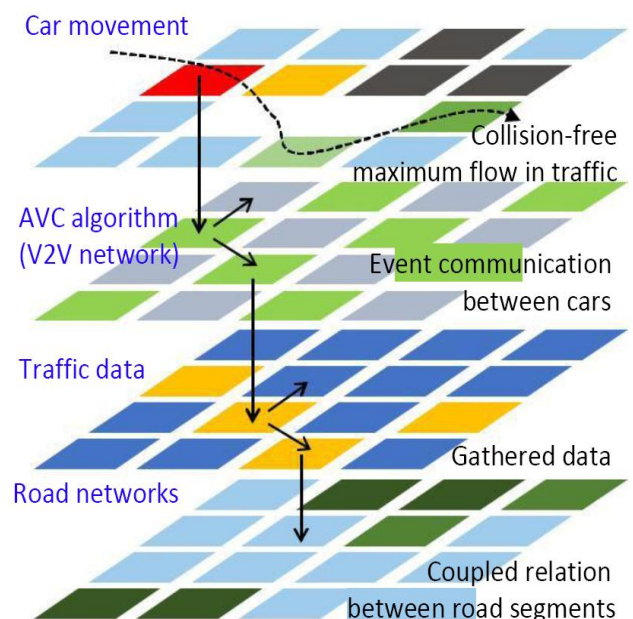 Car movement
Collision-free
maximum flow in traffic
AVC algorithm
(V2V network)
Event communication
between cars
Traffic data
Gathered data
Road networks
Coupled relation
between road segments